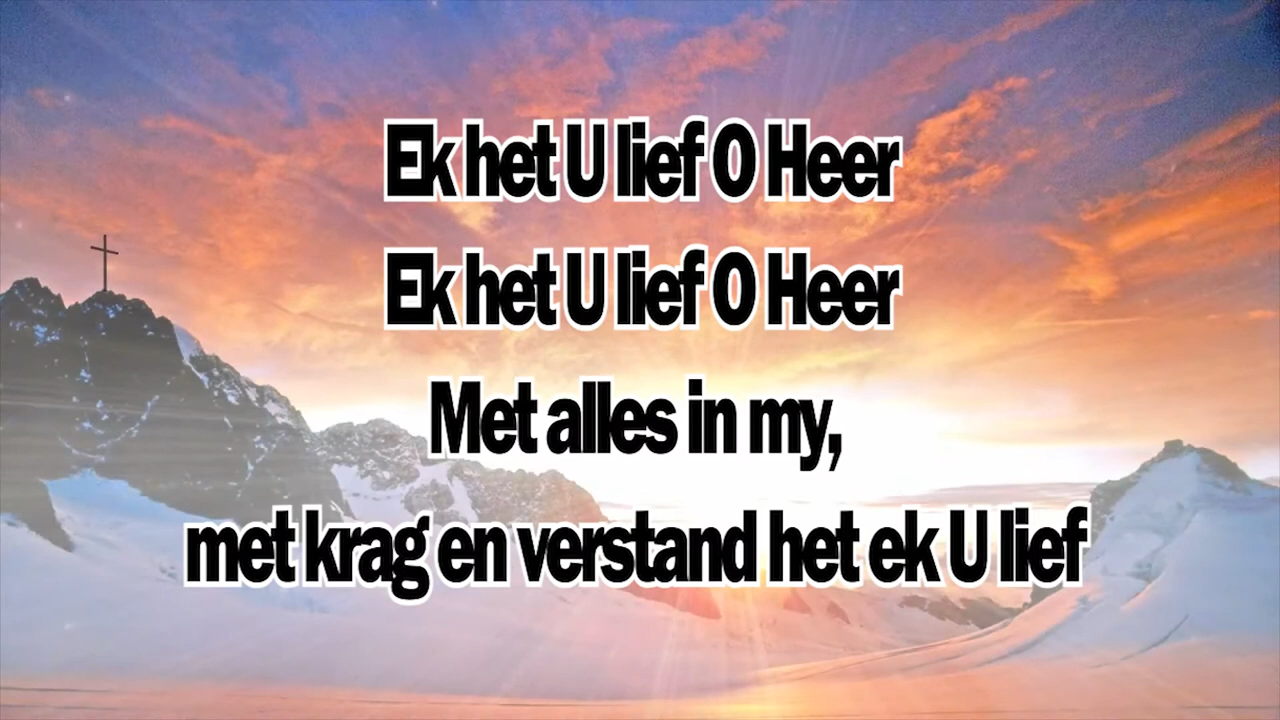 Ek het U lief O Heer
Ek het U lief O Heer
Met alles in my,
met krag en verstand het ek U lief